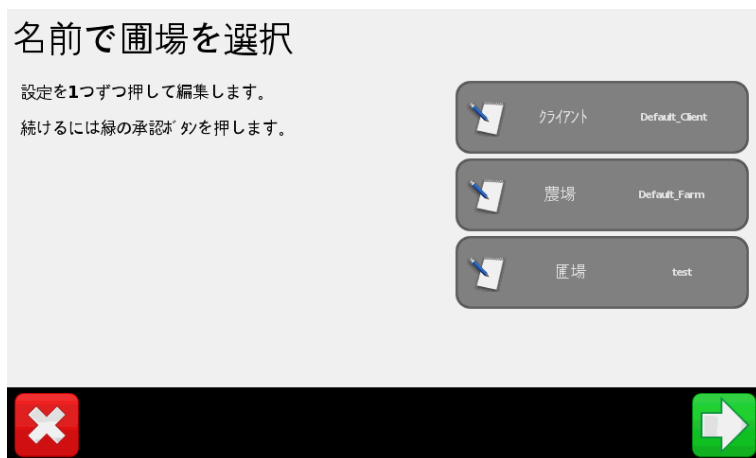 名前で圃場を選択
設定を1つずつ押して編集します。
続けるには緑の承認ﾎﾞﾀﾝを押します。
ｸﾗｲｱﾝﾄ Default_Client
農場 Default_Farm
圃場 test